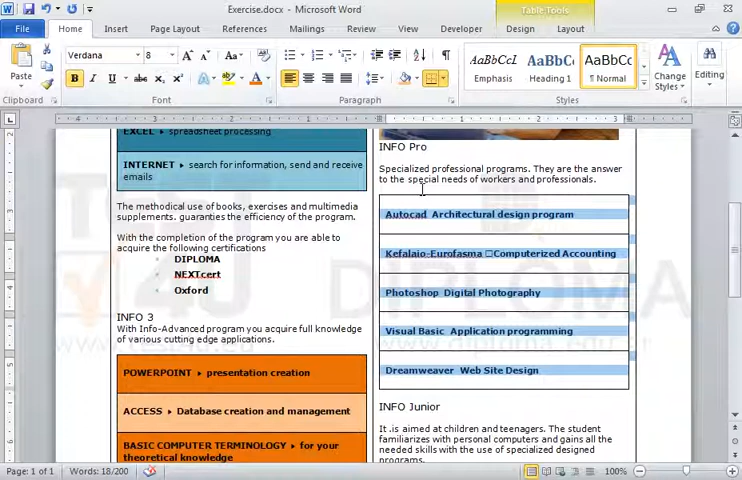 Exercise.docx - Microsoft Word
Table Tools
File Home Insert Page Layout References Mailings Review View Developer Design Layout
Verdana 8
Paste
B I U abc x₂ x²
AaBbCcI AaBbC AaBbCc
Emphasis Heading 1 ¶ Normal
Change Styles
Editing
Clipboard Font Paragraph Styles
EXCEL ▸ spreadsheet processing
INTERNET ▸ search for information, send and receive
emails
The methodical use of books, exercises and multimedia
supplements. guaranties the efficiency of the program.
With the completion of the program you are able to
acquire the following certifications
DIPLOMA
NEXTcert
Oxford
INFO 3
With Info-Advanced program you acquire full knowledge
of various cutting edge applications.
POWERPOINT ▸ presentation creation
ACCESS ▸ Database creation and management
BASIC COMPUTER TERMINOLOGY ▸ for your
theoretical knowledge
INFO Pro
Specialized professional programs. They are the answer
to the special needs of workers and professionals.
Autocad Architectural design program
Kefalaio-Eurofasma □Computerized Accounting
Photoshop Digital Photography
Visual Basic Application programming
Dreamweaver Web Site Design
INFO Junior
It .is aimed at children and teenagers. The student
familiarizes with personal computers and gains all the
needed skills with the use of specialized designed
programs.
DIPLOMA
www.diploma.edu.gr
Page: 1 of 1 Words: 18/200 100%